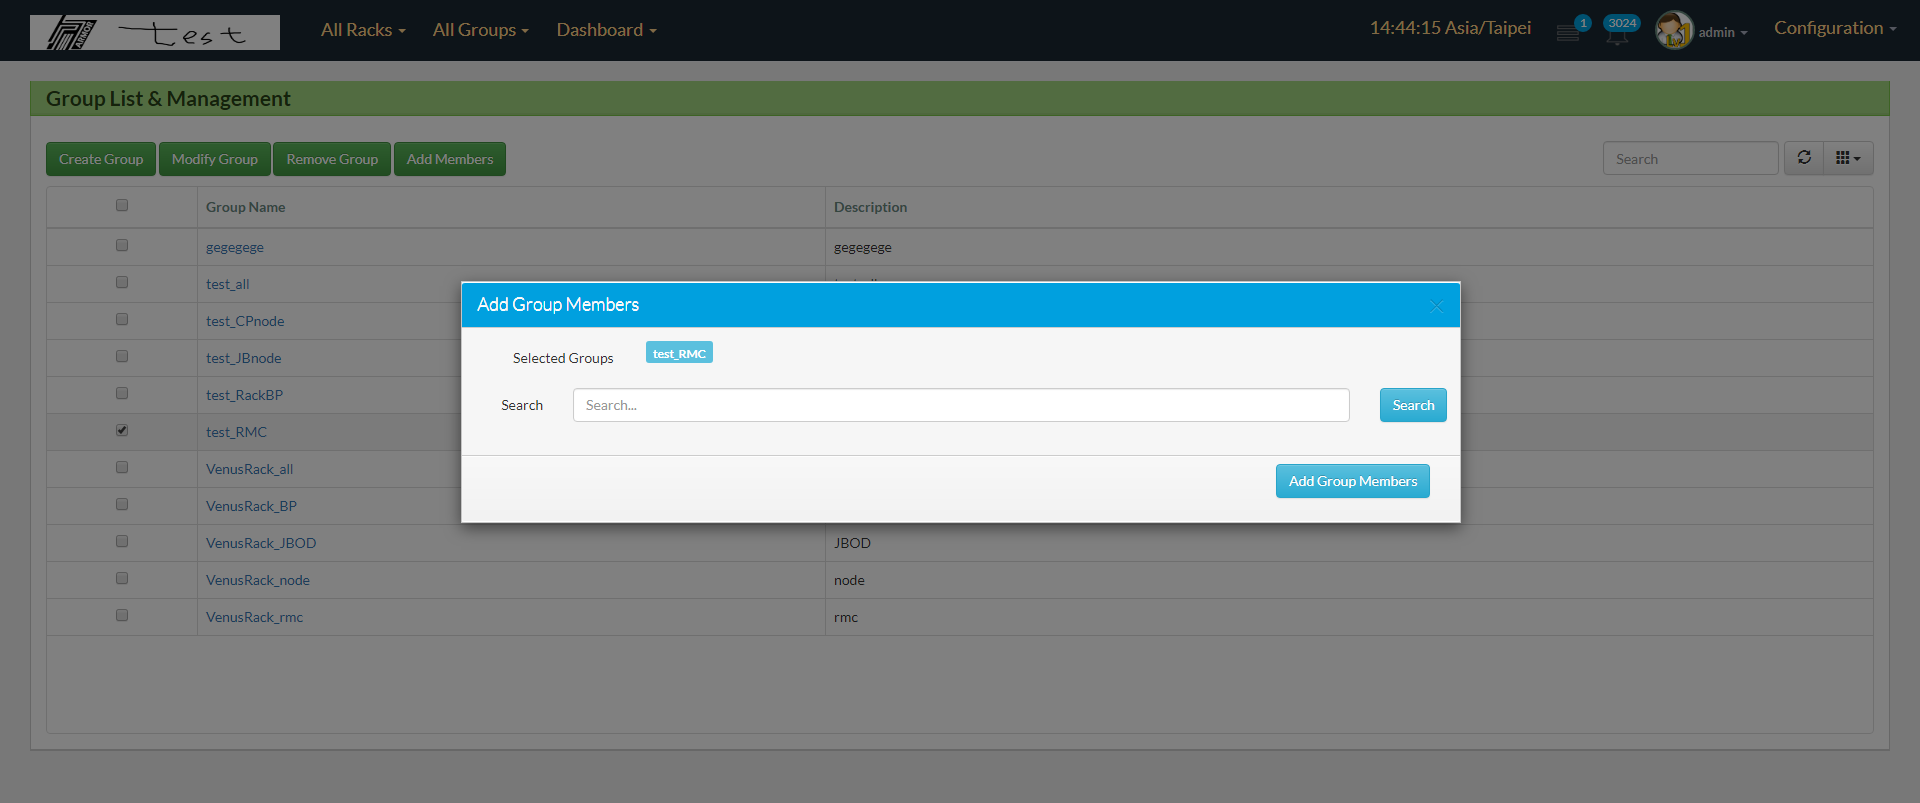 ARMOR test All Racks All Groups Dashboard 14:44:15 Asia/Taipei 1 3024 admin Configuration
Group List & Management
Create Group Modify Group Remove Group Add Members Search
Group Name Description
gegegege gegegege
test_all
test_CPnode
test_JBnode
test_RackBP
test_RMC
VenusRack_all
VenusRack_BP
VenusRack_JBOD JBOD
VenusRack_node node
VenusRack_rmc rmc
Add Group Members
Selected Groups test_RMC
Search Search... Search
Add Group Members